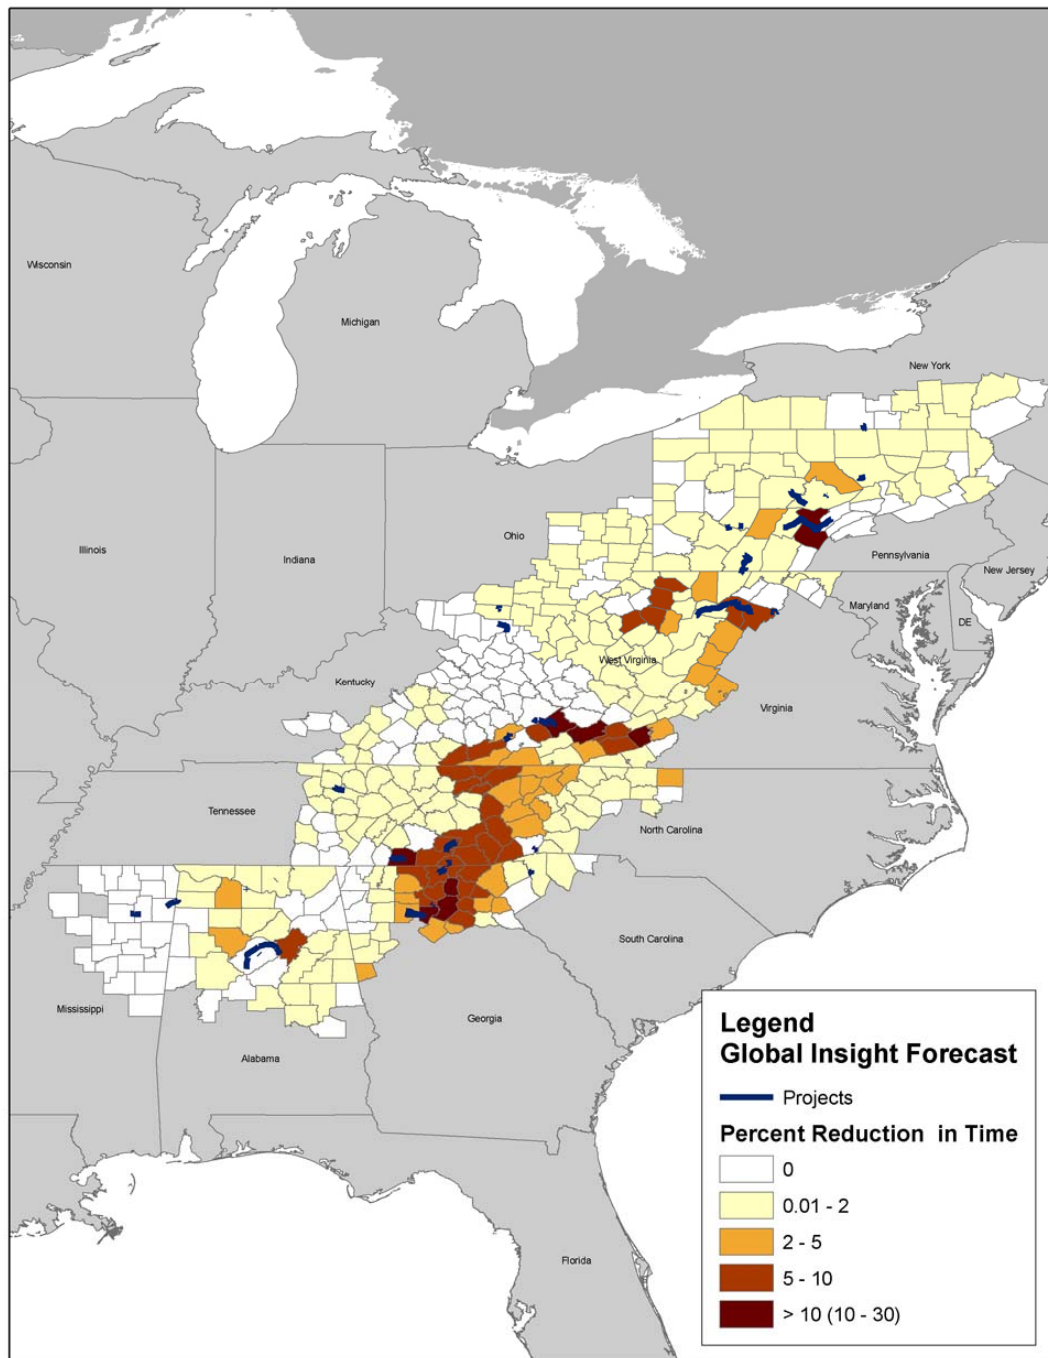 Wisconsin
Michigan
New York
Illinois
Indiana
Ohio
Pennsylvania
New Jersey
Maryland
DE
West Virginia
Kentucky
Virginia
Tennessee
North Carolina
South Carolina
Mississippi
Georgia
Alabama
Florida
Legend
Global Insight Forecast
Projects
Percent Reduction in Time
0
0.01 - 2
2 - 5
5 - 10
> 10 (10 - 30)